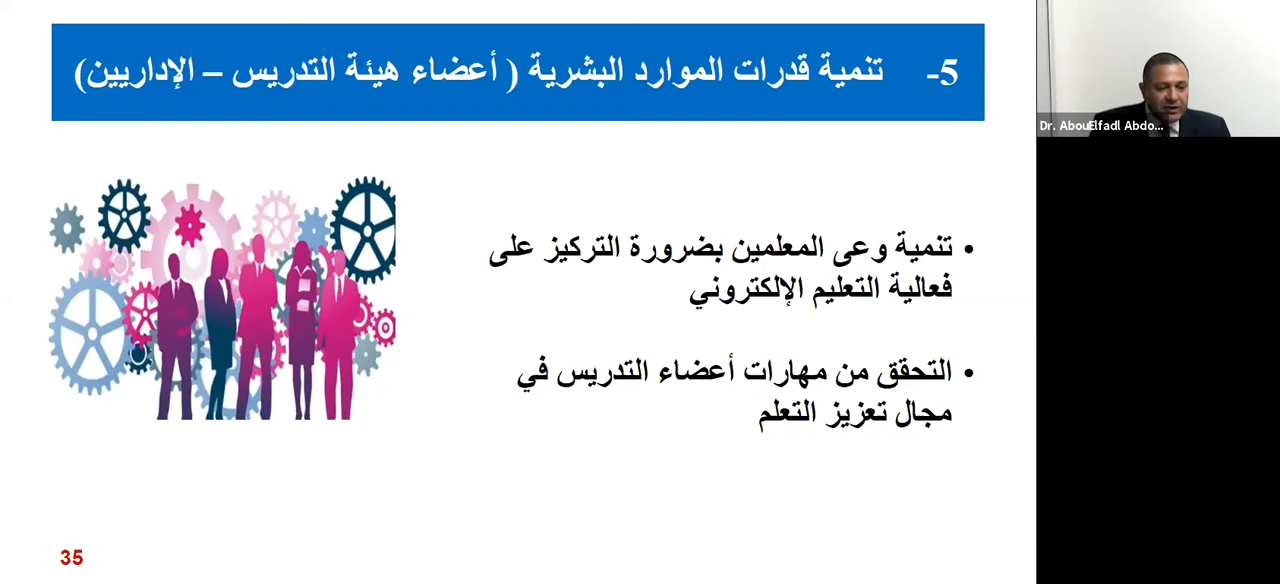 5- تنمية قدرات الموارد البشرية ( أعضاء هيئة التدريس – الإداريين)
Dr. AbouElfadl Abdo...
• تنمية وعى المعلمين بضرورة التركيز على
فعالية التعليم الإلكتروني
• التحقق من مهارات أعضاء التدريس في
مجال تعزيز التعلم
35